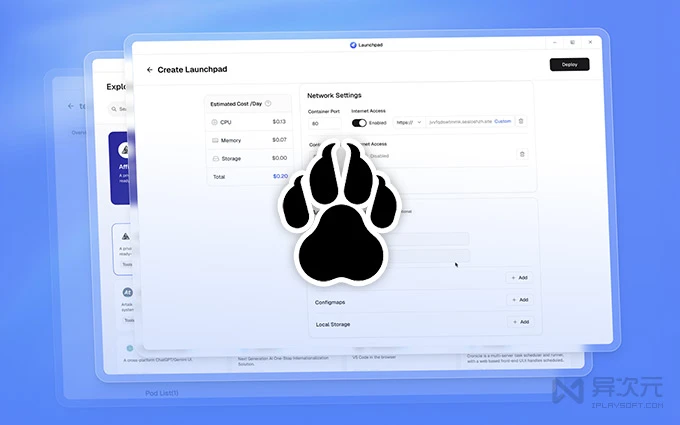 Launchpad
Create Launchpad
Deploy
Explo
Estimated Cost /Day
CPU $0.13
Memory $0.07
Storage $0.00
Total $0.20
Network Settings
Container Port Internet Access
80 Enabled https:// Custom
Disabled
Configmaps + Add
Local Storage + Add
+ Add
A cross-platform ChatGPT/Gemini UI.
Next Generation AI One-Stop Internationalization
Solution.
VS Code in the browser
Cronicle is a multi-server task scheduler and runner,
with a web based front-end UI.It handles scheduled,
Pod List(1)
异次元
IPLAYSOFT.COM